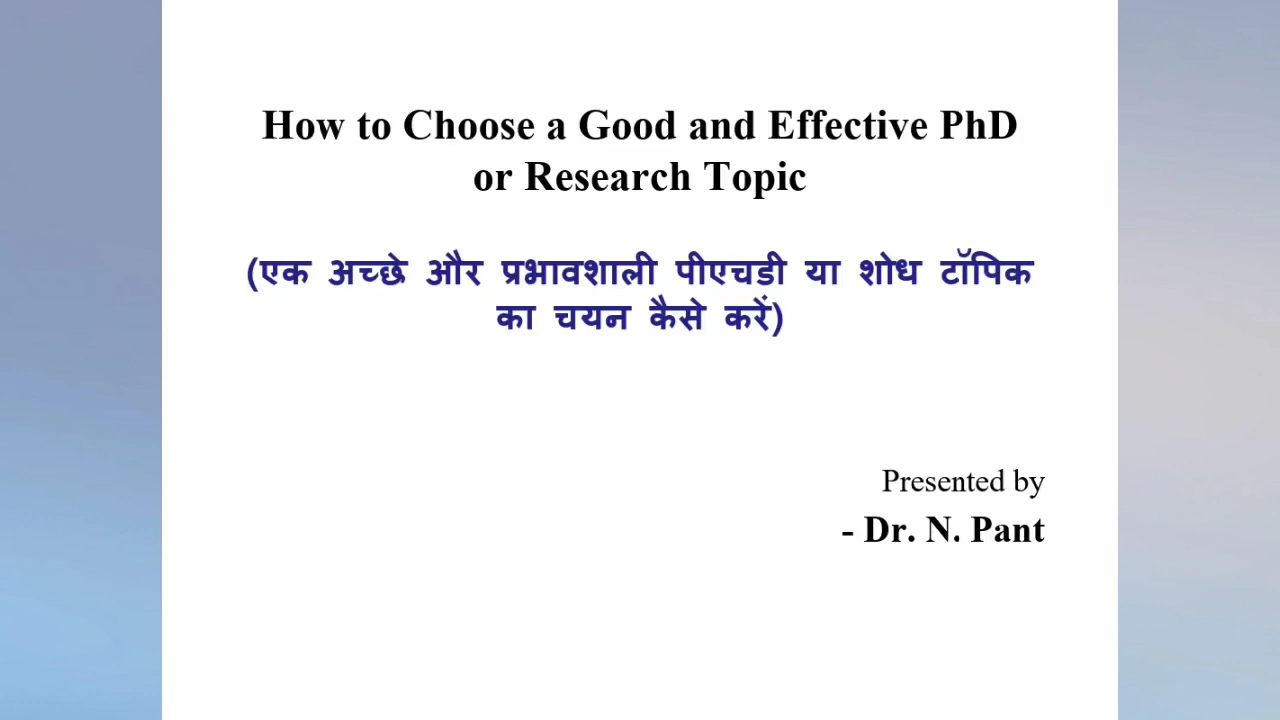 How to Choose a Good and Effective PhD
or Research Topic
(एक अच्छे और प्रभावशाली पीएचडी या शोध टॉपिक
का चयन कैसे करें)
Presented by
- Dr. N. Pant